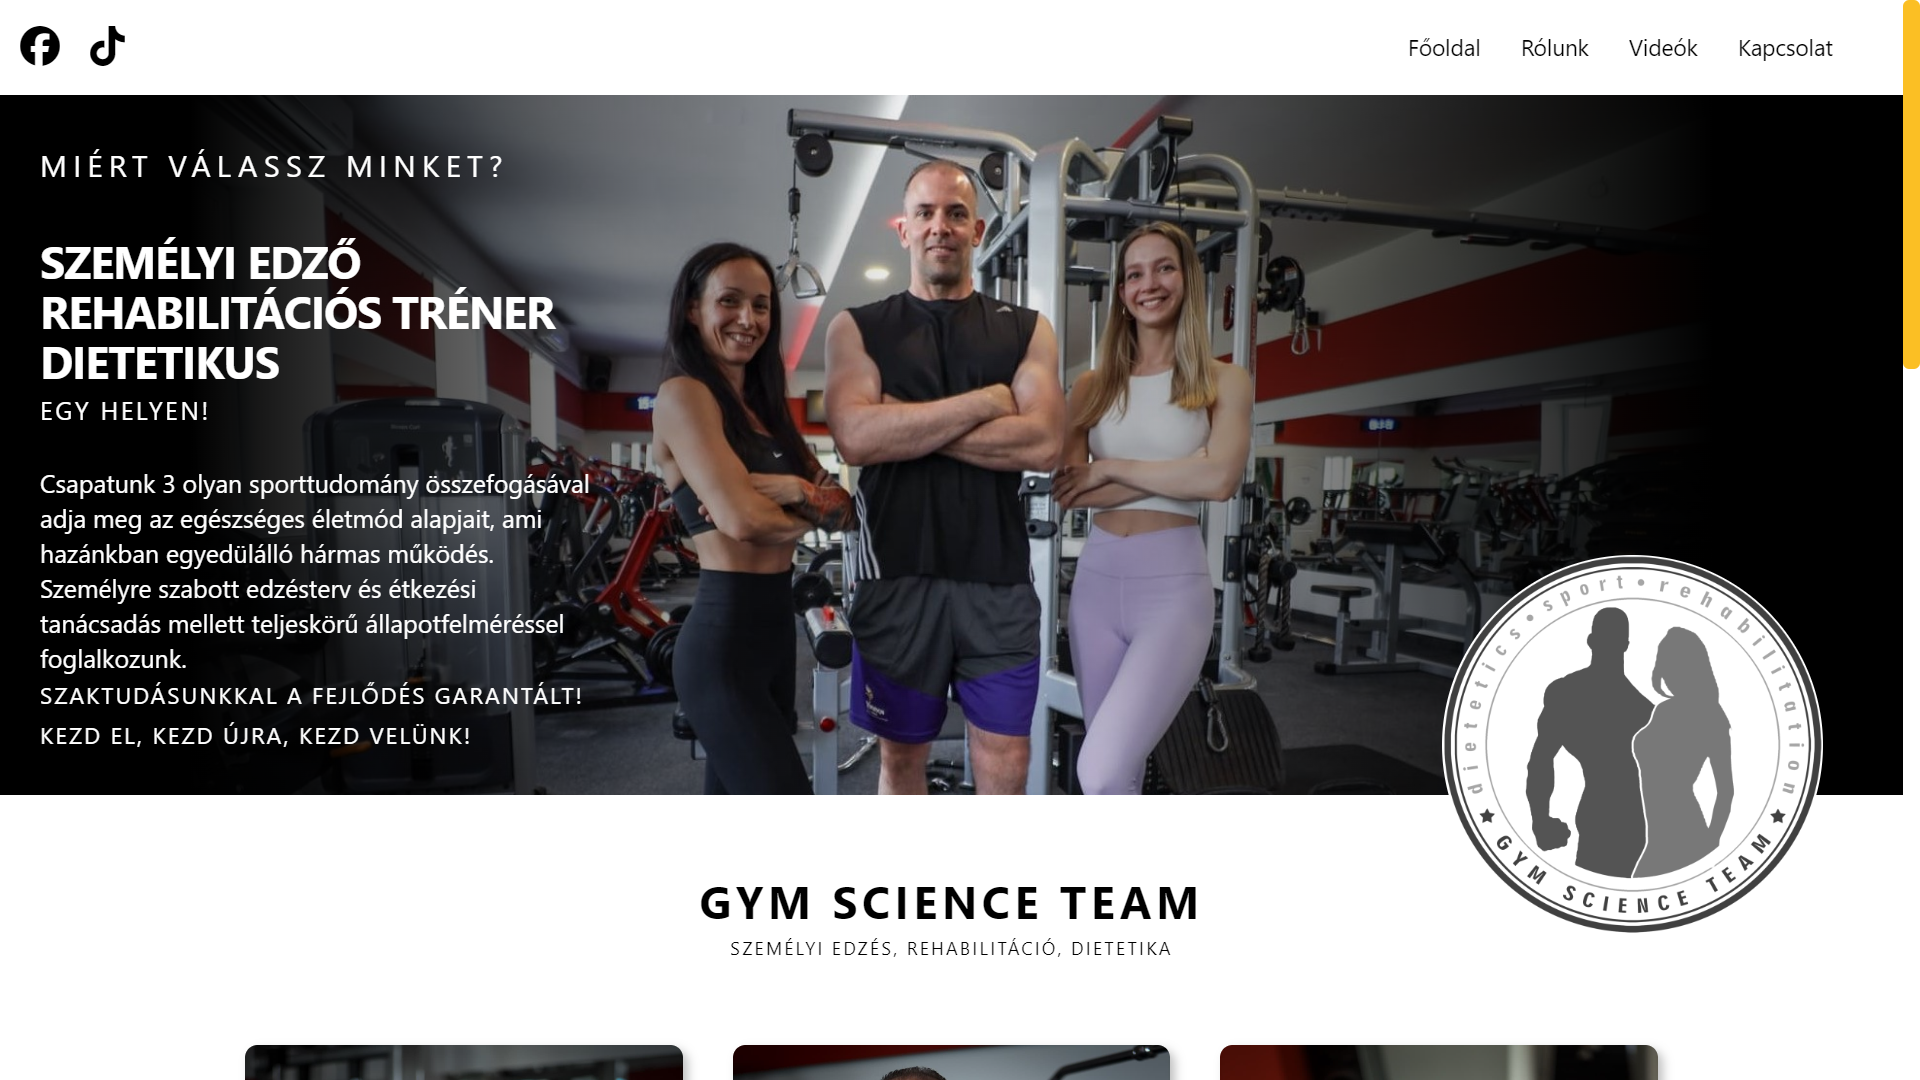 Főoldal
Rólunk
Videók
Kapcsolat
MIÉRT VÁLASSZ MINKET?
SZEMÉLYI EDZŐ
REHABILITÁCIÓS TRÉNER
DIETETIKUS
EGY HELYEN!
Csapatunk 3 olyan sporttudomány összefogásával
adja meg az egészséges életmód alapjait, ami
hazánkban egyedülálló hármas működés.
Személyre szabott edzésterv és étkezési
tanácsadás mellett teljeskörű állapotfelméréssel
foglalkozunk.
SZAKTUDÁSUNKKAL A FEJLŐDÉS GARANTÁLT!
KEZD EL, KEZD ÚJRA, KEZD VELÜNK!
dietetics • sport • rehabilitation
★ GYM SCIENCE TEAM ★
GYM SCIENCE TEAM
SZEMÉLYI EDZÉS, REHABILITÁCIÓ, DIETETIKA